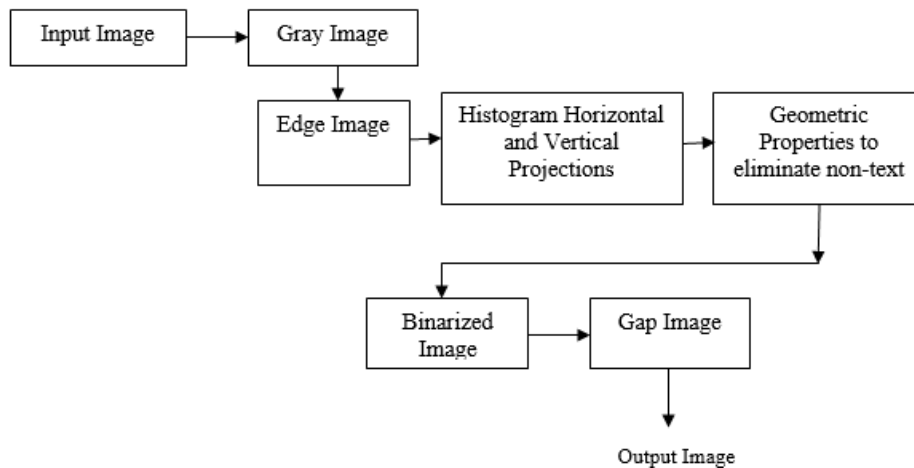 Input Image
Gray Image
Edge Image
Histogram Horizontal
and Vertical
Projections
Geometric
Properties to
eliminate non-text
Binarized
Image
Gap Image
Output Image